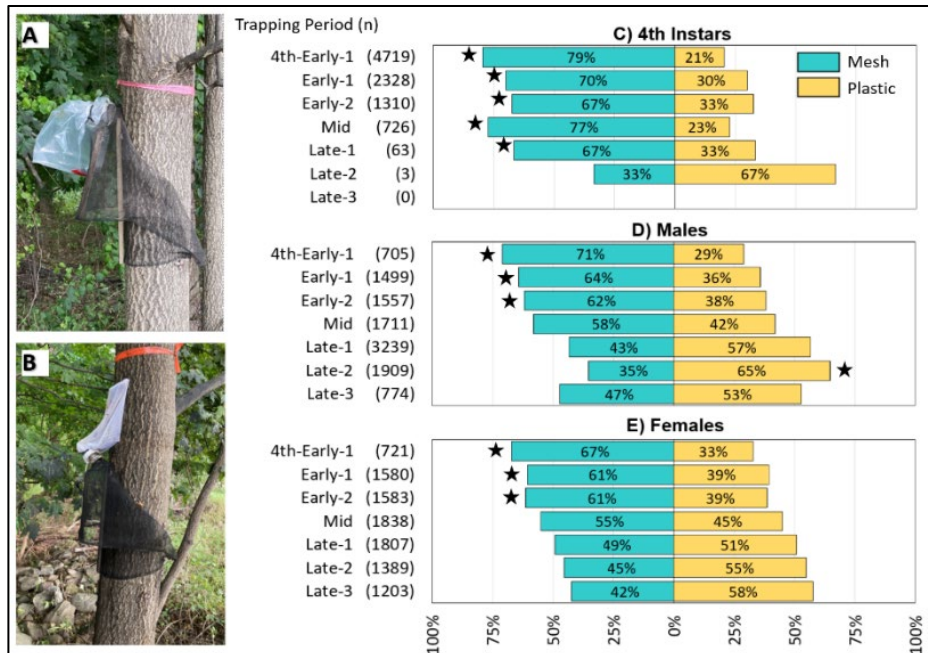 A
B
Trapping Period (n)
C) 4th Instars
Mesh
Plastic
4th-Early-1 (4719) 79% 21%
Early-1 (2328) 70% 30%
Early-2 (1310) 67% 33%
Mid (726) 77% 23%
Late-1 (63) 67% 33%
Late-2 (3) 33% 67%
Late-3 (0)
D) Males
4th-Early-1 (705) 71% 29%
Early-1 (1499) 64% 36%
Early-2 (1557) 62% 38%
Mid (1711) 58% 42%
Late-1 (3239) 43% 57%
Late-2 (1909) 35% 65%
Late-3 (774) 47% 53%
E) Females
4th-Early-1 (721) 67% 33%
Early-1 (1580) 61% 39%
Early-2 (1583) 61% 39%
Mid (1838) 55% 45%
Late-1 (1807) 49% 51%
Late-2 (1389) 45% 55%
Late-3 (1203) 42% 58%
100% 75% 50% 25% 0% 25% 50% 75% 100%